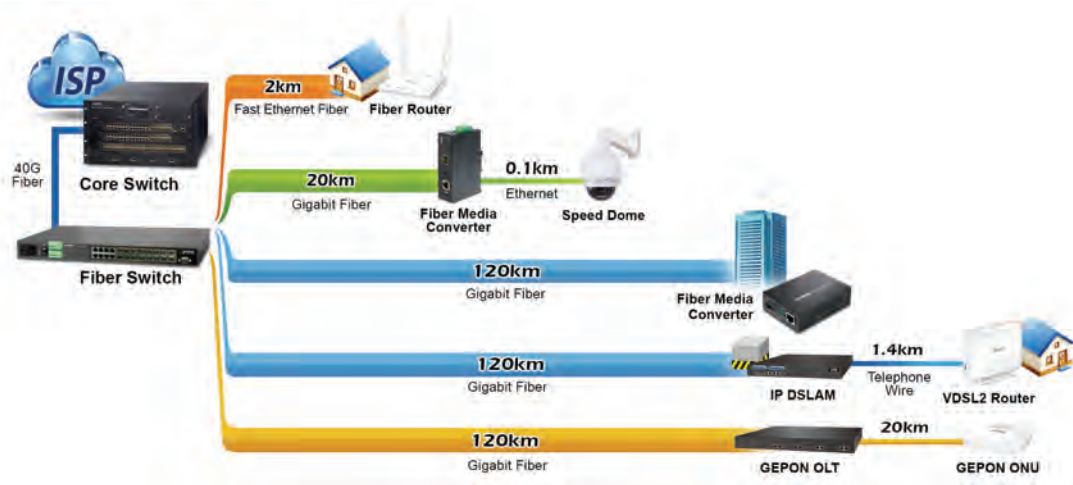 ISP
40G
Fiber
Core Switch
Fiber Switch
2km
Fast Ethernet Fiber
Fiber Router
20km
Gigabit Fiber
Fiber Media
Converter
0.1km
Ethernet
Speed Dome
120km
Gigabit Fiber
Fiber Media
Converter
120km
Gigabit Fiber
IP DSLAM
1.4km
Telephone
Wire
VDSL2 Router
120km
Gigabit Fiber
GEPON OLT
20km
GEPON ONU